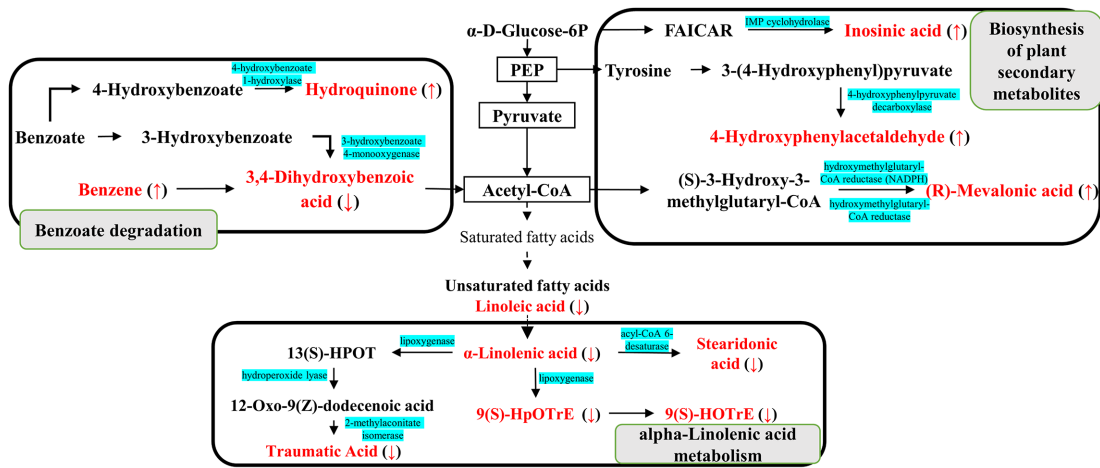 α-D-Glucose-6P
FAICAR
IMP cyclohydrolase
Inosinic acid (↑)
Biosynthesis
of plant
secondary
metabolites
PEP
Tyrosine
3-(4-Hydroxyphenyl)pyruvate
4-hydroxyphenylpyruvate
decarboxylase
4-Hydroxyphenylacetaldehyde (↑)
Pyruvate
4-Hydroxybenzoate
4-hydroxybenzoate
1-hydroxylase
Hydroquinone (↑)
Benzoate
3-Hydroxybenzoate
3-hydroxybenzoate
4-monooxygenase
Benzene (↑)
3,4-Dihydroxybenzoic
acid (↓)
Benzoate degradation
Acetyl-CoA
(S)-3-Hydroxy-3-
methylglutaryl-CoA
hydroxymethylglutaryl-
CoA reductase (NADPH)
hydroxymethylglutaryl-
CoA reductase
(R)-Mevalonic acid (↑)
Saturated fatty acids
Unsaturated fatty acids
Linoleic acid (↓)
13(S)-HPOT
lipoxygenase
α-Linolenic acid (↓)
acyl-CoA 6-
desaturase
Stearidonic
acid (↓)
hydroperoxide lyase
lipoxygenase
12-Oxo-9(Z)-dodecenoic acid
9(S)-HpOTrE (↓)
9(S)-HOTrE (↓)
2-methylaconitate
isomerase
Traumatic Acid (↓)
alpha-Linolenic acid
metabolism